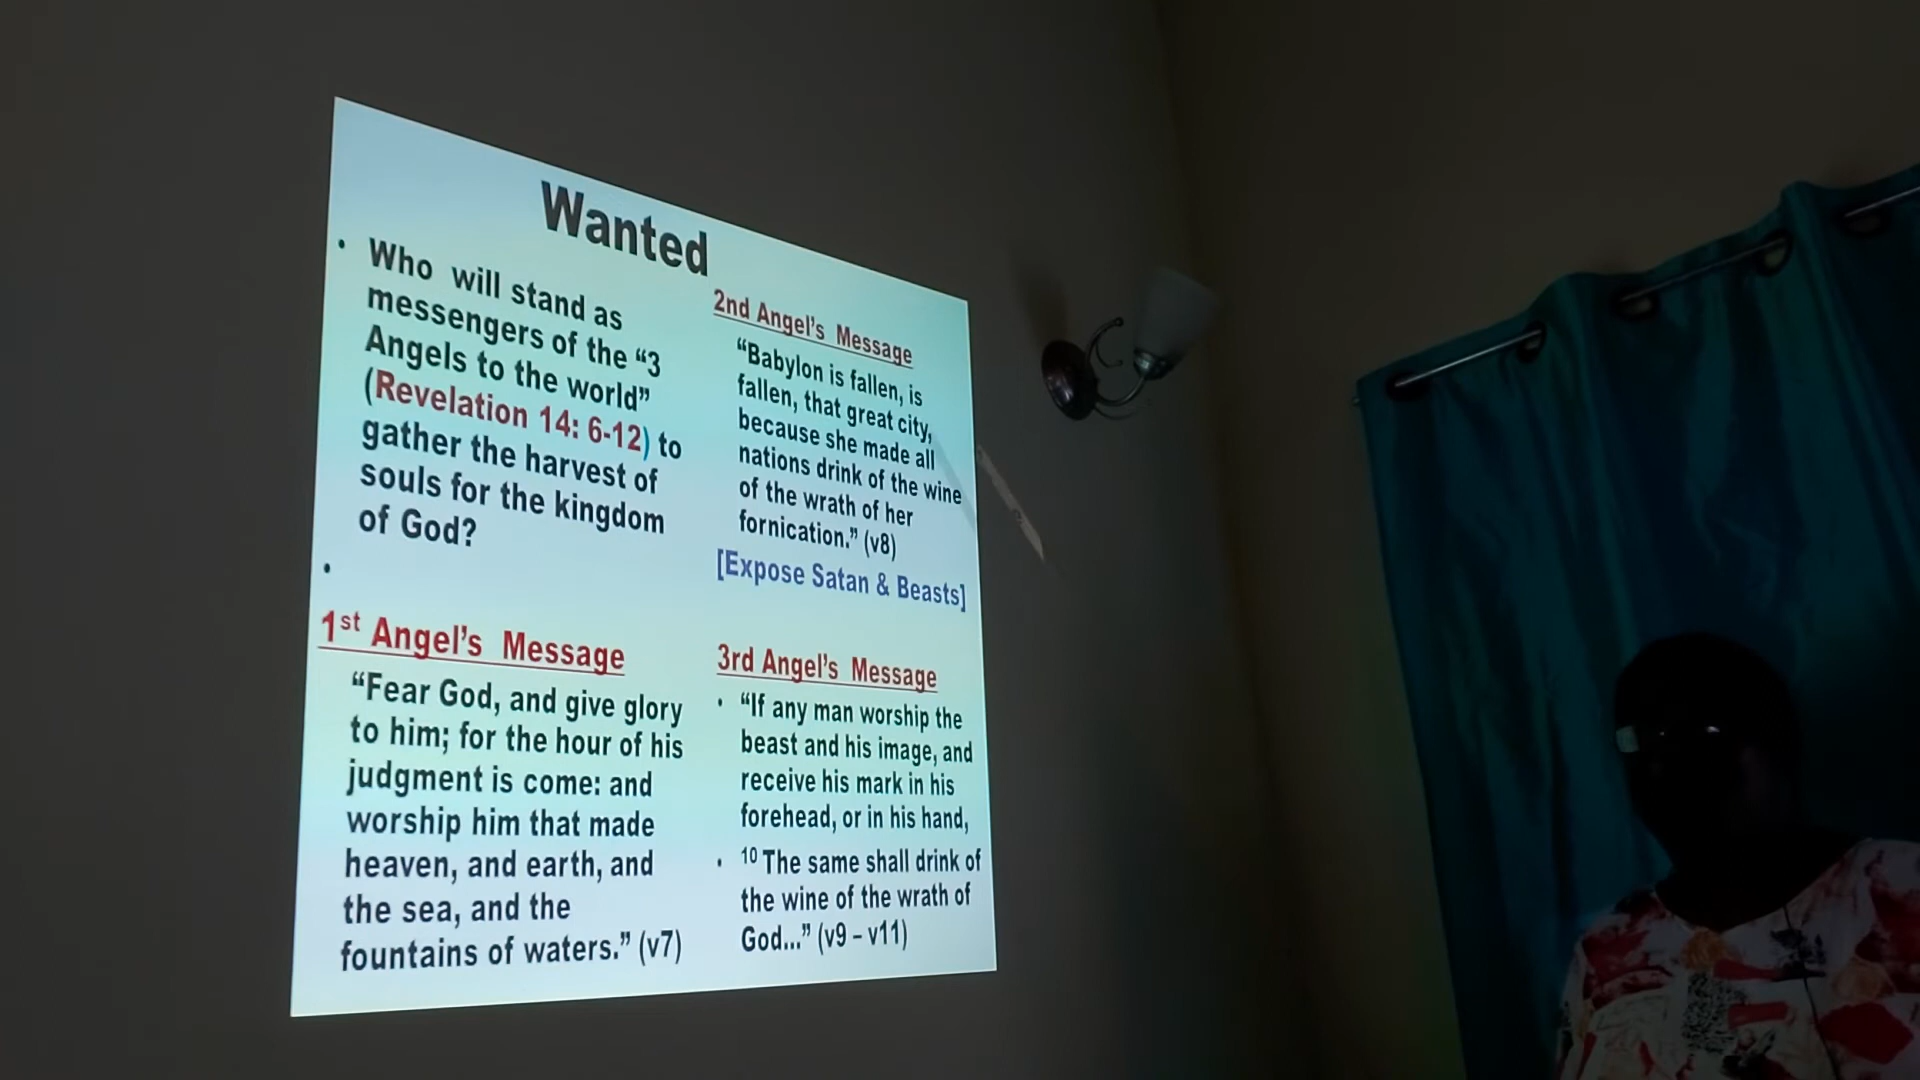 Wanted
• Who will stand as
messengers of the “3
Angels to the world”
(Revelation 14: 6-12) to
gather the harvest of
souls for the kingdom
of God?
•
1st Angel’s Message
“Fear God, and give glory
to him; for the hour of his
judgment is come: and
worship him that made
heaven, and earth, and
the sea, and the
fountains of waters.” (v7)
2nd Angel’s Message
“Babylon is fallen, is
fallen, that great city,
because she made all
nations drink of the wine
of the wrath of her
fornication.” (v8)
[Expose Satan & Beasts]
3rd Angel’s Message
• “If any man worship the
beast and his image, and
receive his mark in his
forehead, or in his hand,
• 10 The same shall drink of
the wine of the wrath of
God...” (v9 – v11)